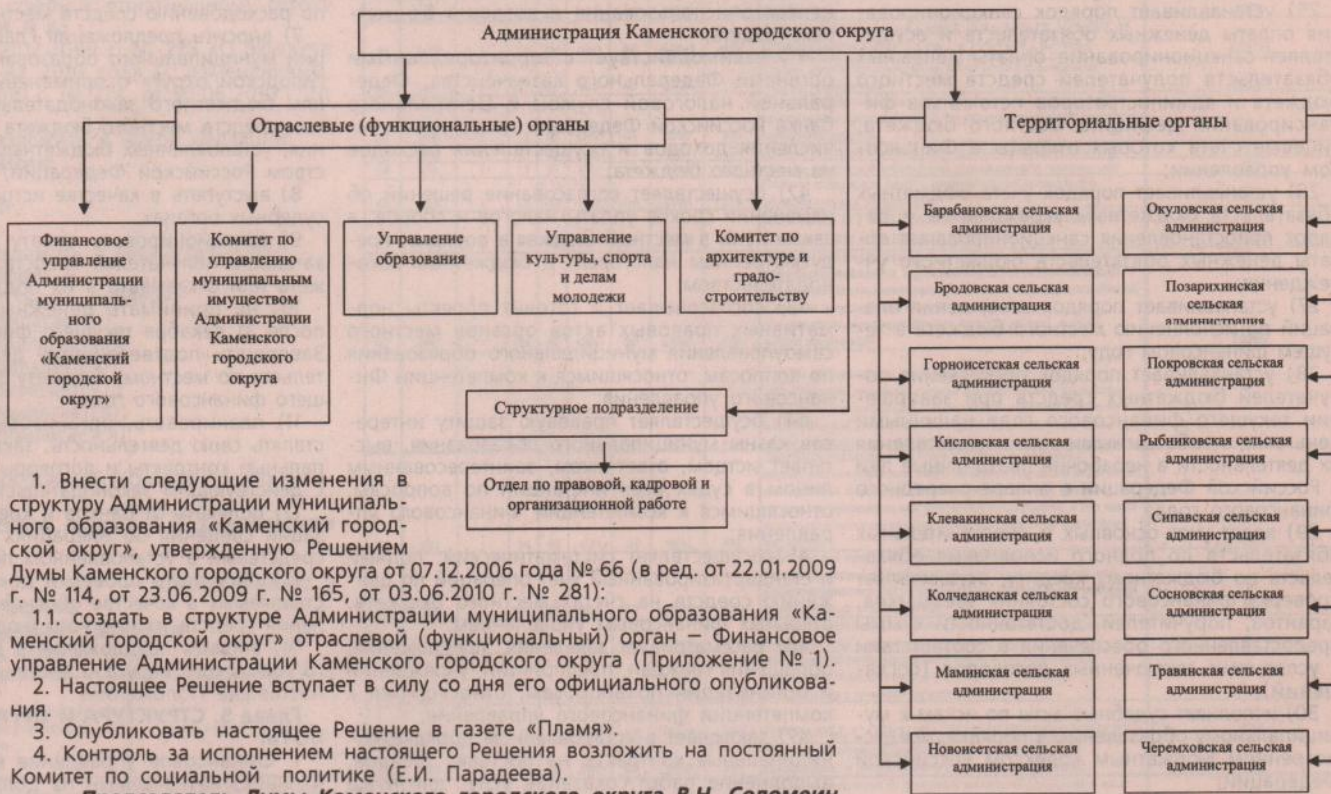 Администрация Каменского городского округа
Отраслевые (функциональные) органы
Территориальные органы
Финансовое
управление
Администрации
муниципаль-
ного
образования
«Каменский
городской
округ»
Комитет по
управлению
муниципальным
имуществом
Администрации
Каменского
городского
округа
Управление
образования
Управление
культуры, спорта
и делам
молодежи
Комитет по
архитектуре и
градо-
строительству
Структурное подразделение
Отдел по правовой, кадровой и
организационной работе
Барабановская сельская
администрация
Бродовская сельская
администрация
Горноисетская сельская
администрация
Кисловская сельская
администрация
Клевакинская сельская
администрация
Колчеданская сельская
администрация
Маминская сельская
администрация
Новоисетская сельская
администрация
Окуловская сельская
администрация
Позарихинская
сельская
администрация
Покровская сельская
администрация
Рыбниковская сельская
администрация
Сипавская сельская
администрация
Сосновская сельская
администрация
Травянская сельская
администрация
Черемховская сельская
администрация
1. Внести следующие изменения в
структуру Администрации муниципаль-
ного образования «Каменский город-
ской округ», утвержденную Решением
Думы Каменского городского округа от 07.12.2006 года № 66 (в ред. от 22.01.2009
г. № 114, от 23.06.2009 г. № 165, от 03.06.2010 г. № 281):
1.1. создать в структуре Администрации муниципального образования «Ка-
менский городской округ» отраслевой (функциональный) орган – Финансовое
управление Администрации Каменского городского округа (Приложение № 1).
2. Настоящее Решение вступает в силу со дня его официального опубликова-
ния.
3. Опубликовать настоящее Решение в газете «Пламя».
4. Контроль за исполнением настоящего Решения возложить на постоянный
Комитет по социальной политике (Е.И. Парадеева).
Председатель Думы Каменского городского округа В.Н. Соломеин